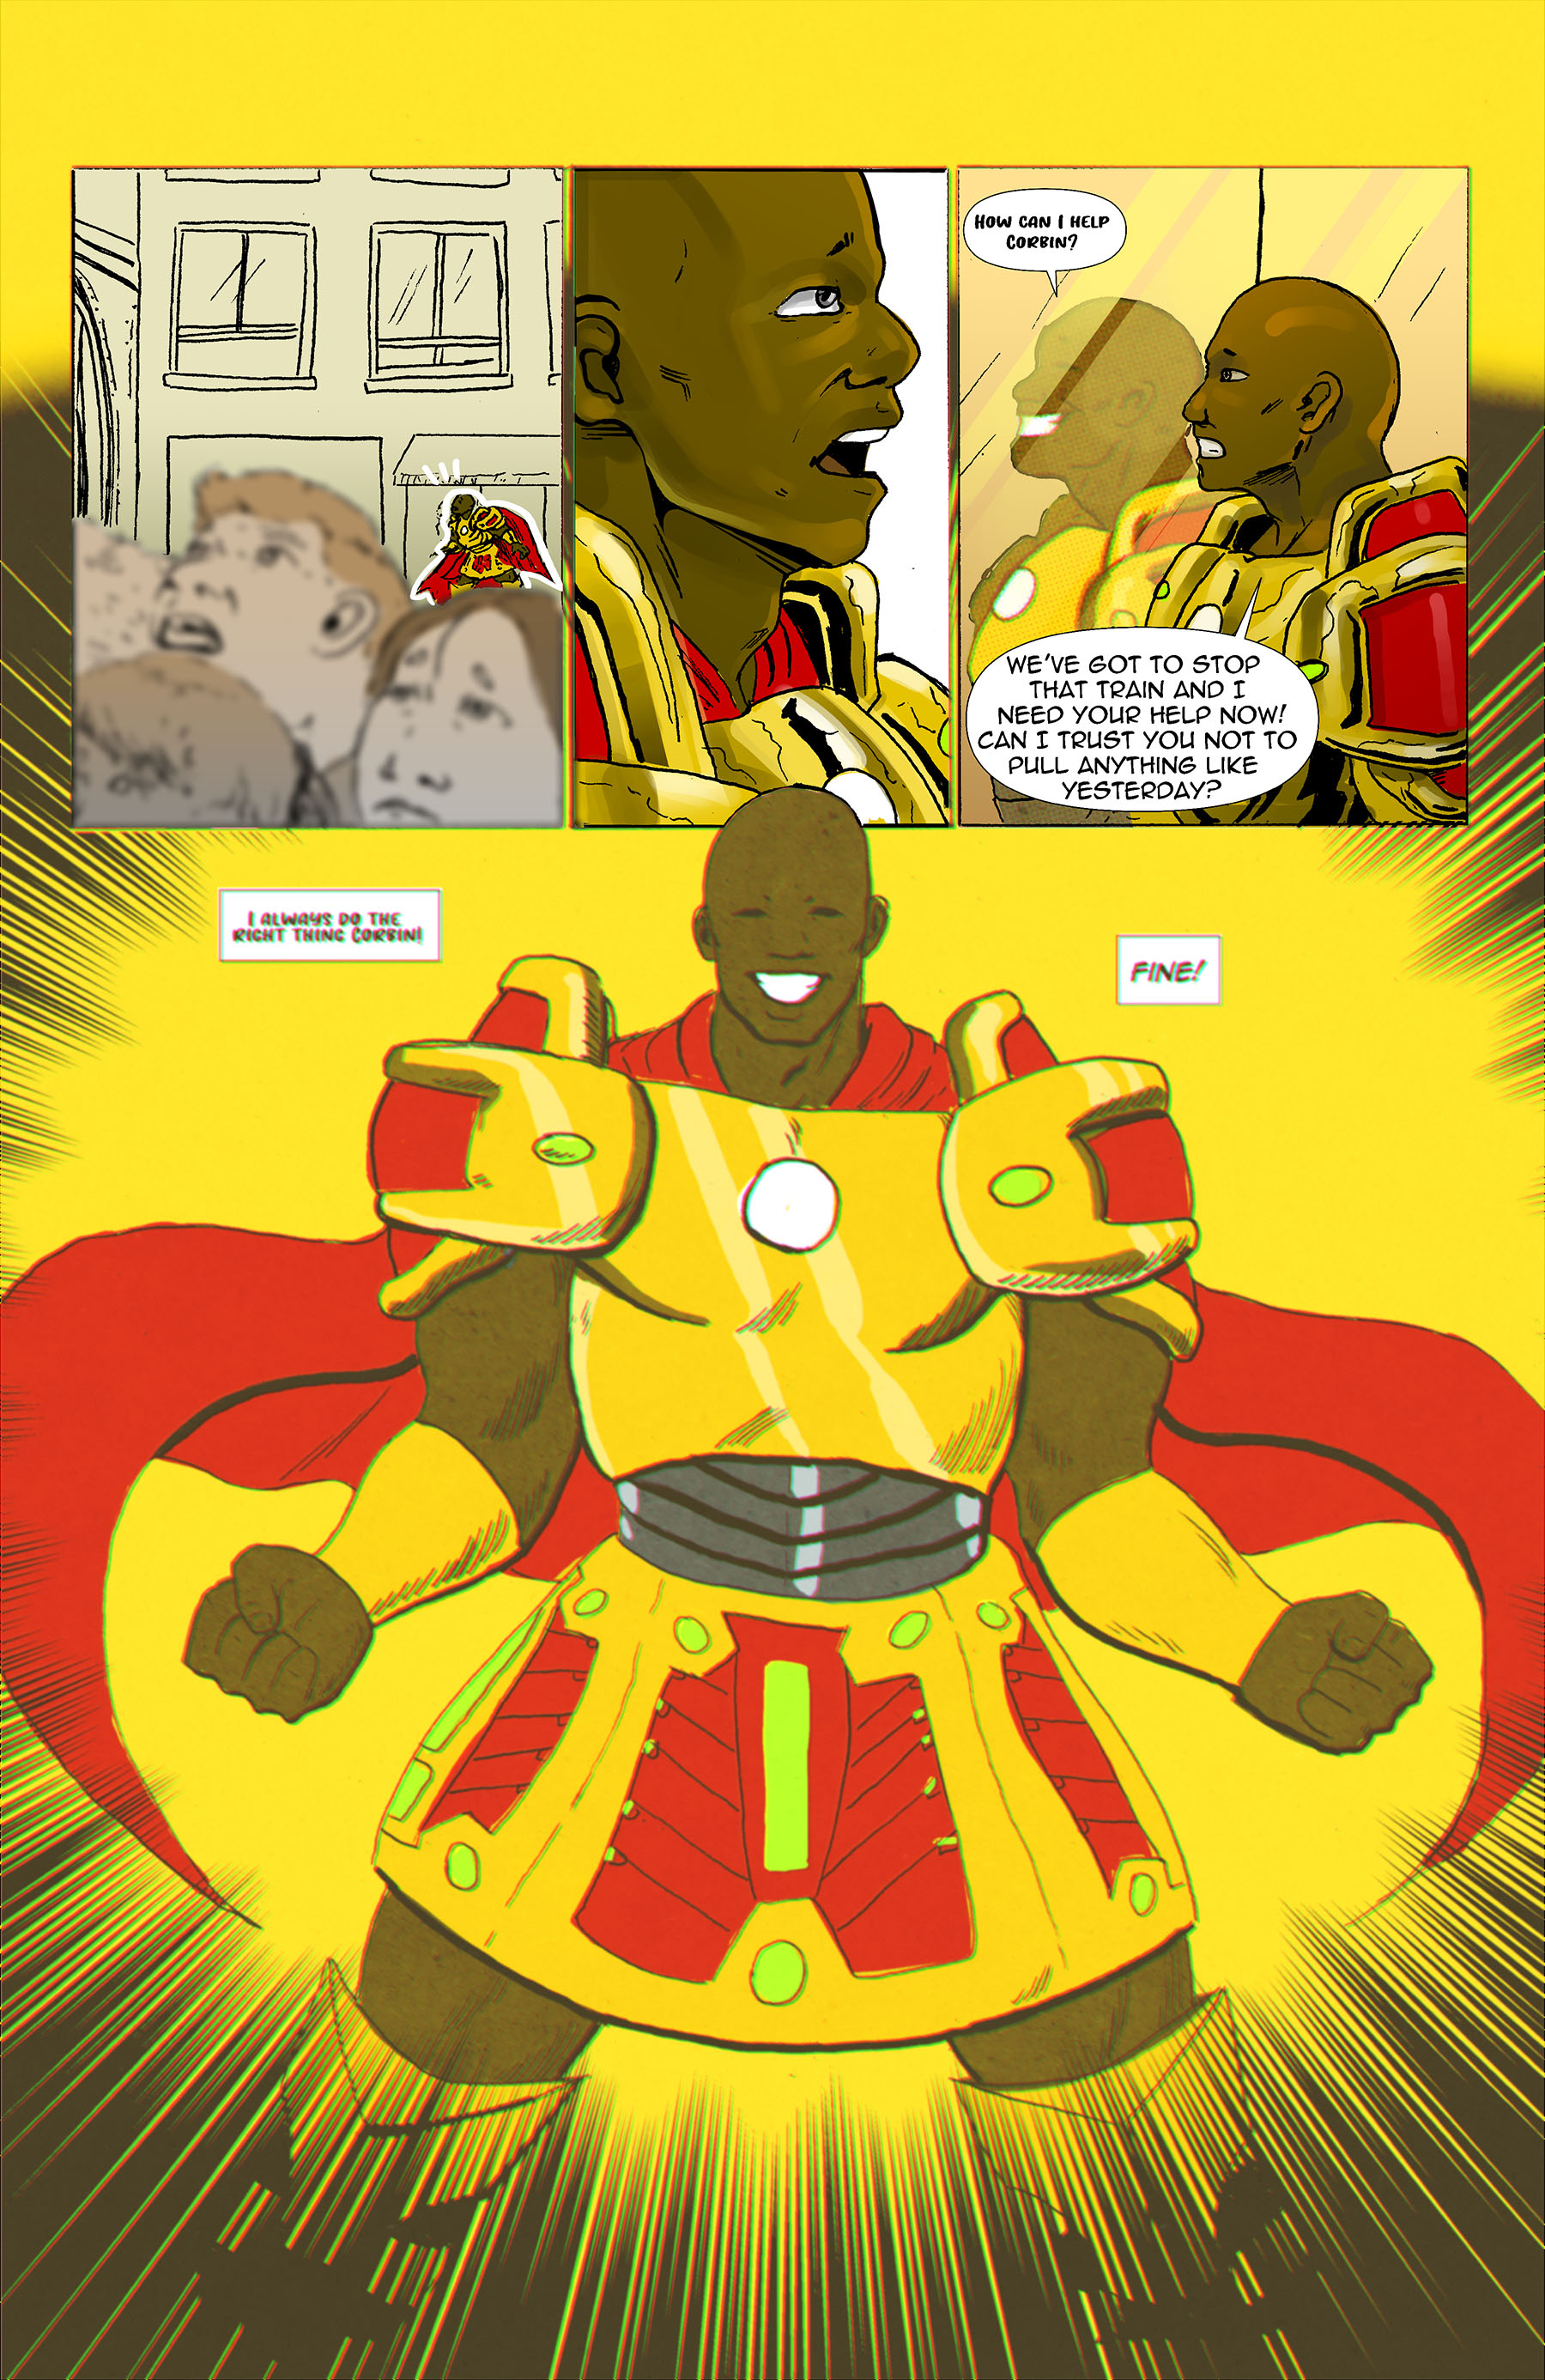 How can I help
Corbin?
WE'VE GOT TO STOP
THAT TRAIN AND I
NEED YOUR HELP NOW!
CAN I TRUST YOU NOT TO
PULL ANYTHING LIKE
YESTERDAY?
I always do the
right thing Corbin!
FINE!